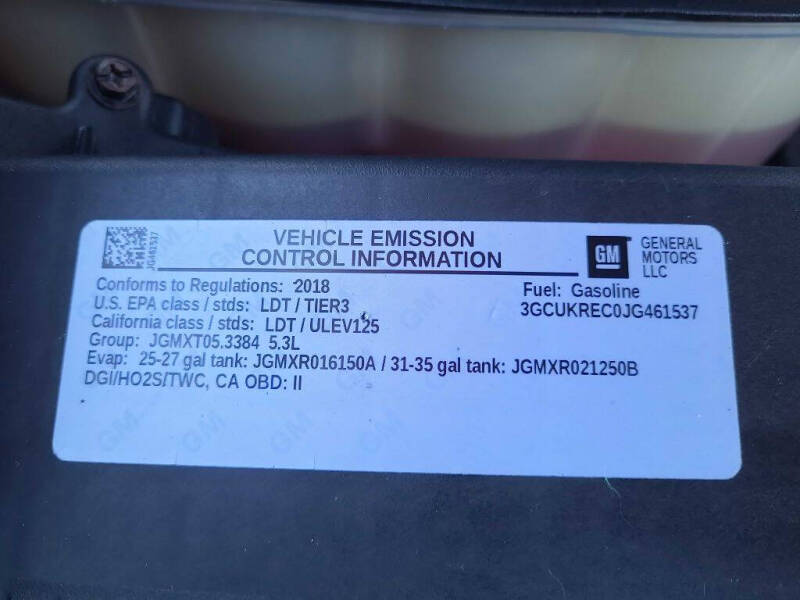 JG461537
VEHICLE EMISSION
CONTROL INFORMATION
GM
GENERAL
MOTORS
LLC
Conforms to Regulations: 2018
U.S. EPA class / stds: LDT / TIER3
California class / stds: LDT / ULEV125
Group: JGMXT05.3384 5.3L
Fuel: Gasoline
3GCUKREC0JG461537
Evap: 25-27 gal tank: JGMXR016150A / 31-35 gal tank: JGMXR021250B
DGI/HO2S/TWC, CA OBD: II